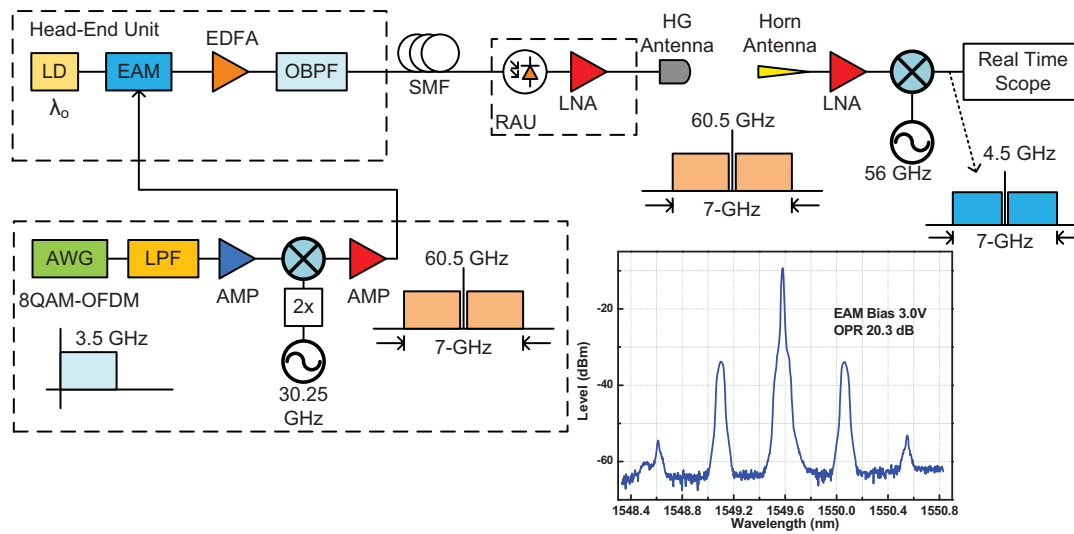 Head-End Unit
LD
λo
EAM
EDFA
OBPF
SMF
RAU
LNA
HG
Antenna
Horn
Antenna
LNA
56 GHz
Real Time
Scope
60.5 GHz
7-GHz
4.5 GHz
7-GHz
AWG
LPF
AMP
AMP
8QAM-OFDM
2x
30.25
GHz
3.5 GHz
60.5 GHz
7-GHz
EAM Bias 3.0V
OPR 20.3 dB
Level (dBm)
-20
-40
-60
1548.4 1548.8 1549.2 1549.6 1550.0 1550.4 1550.8
Wavelength (nm)